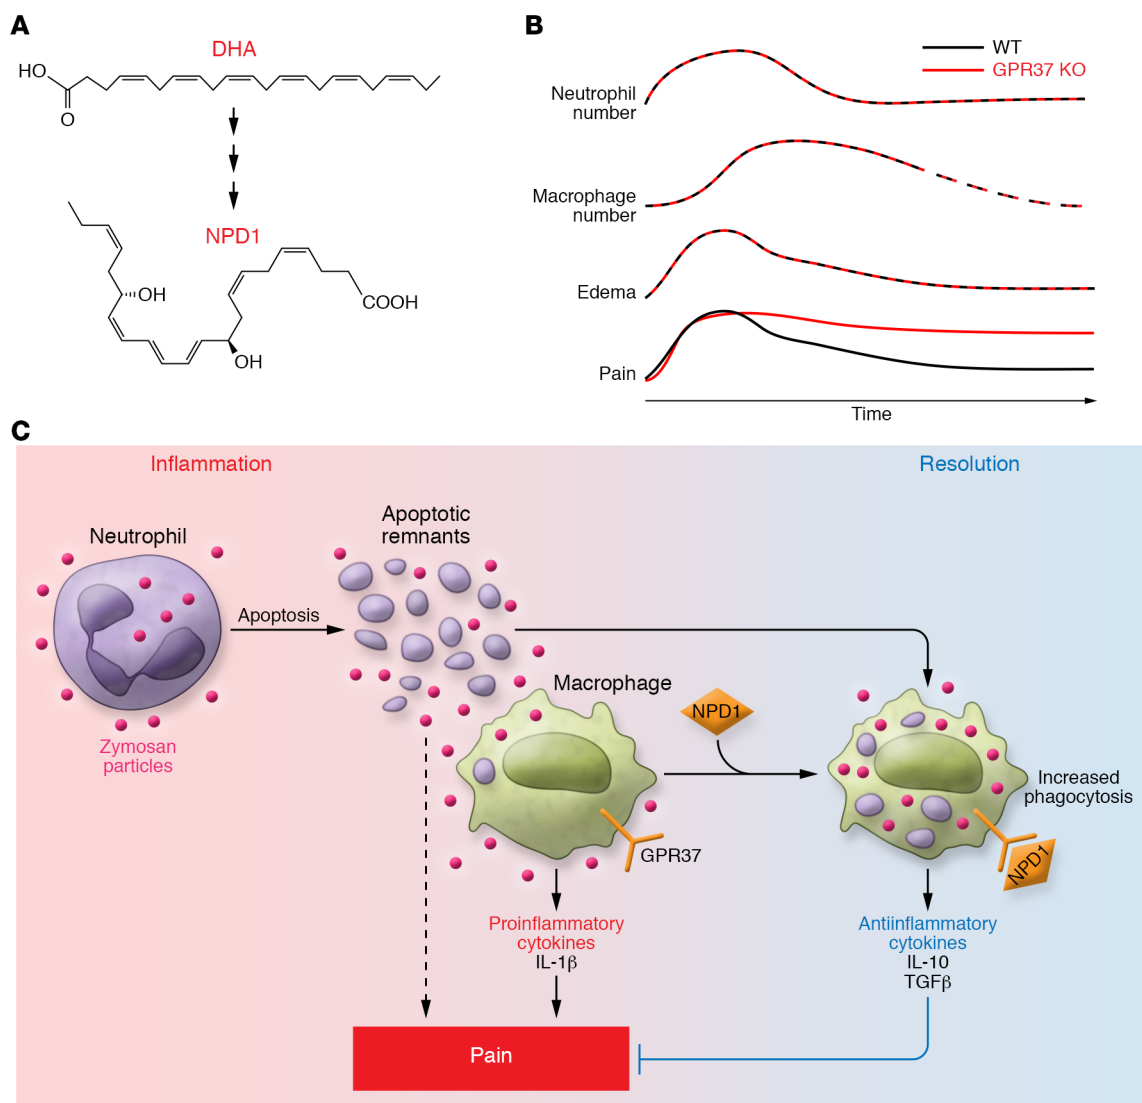 A
DHA
HO
O
NPD1
OH
COOH
OH
B
WT
GPR37 KO
Neutrophil
number
Macrophage
number
Edema
Pain
Time
C
Inflammation
Resolution
Neutrophil
Apoptotic
remnants
Apoptosis
Zymosan
particles
Macrophage
NPD1
Increased
phagocytosis
GPR37
NPD1
Proinflammatory
cytokines
IL-1β
Antiinflammatory
cytokines
IL-10
TGFβ
Pain